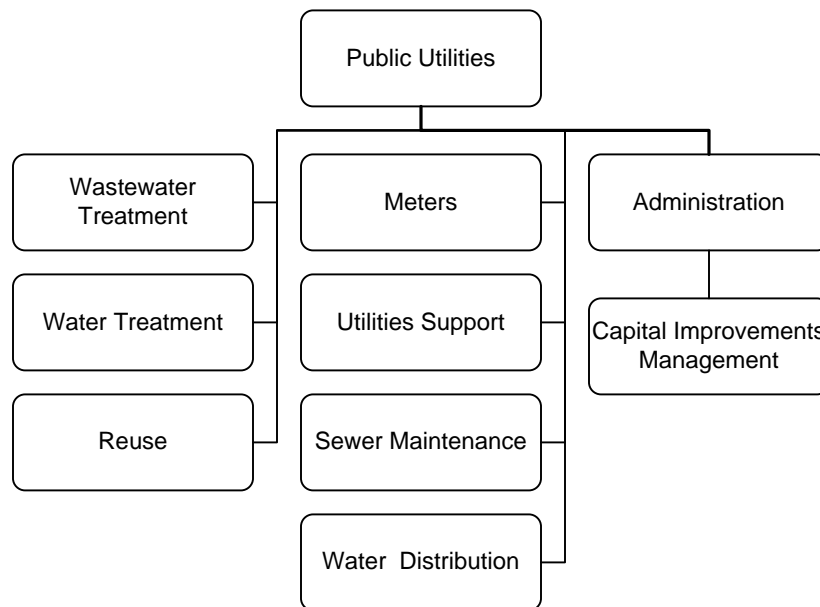 Public Utilities
Wastewater
Treatment
Meters
Administration
Water Treatment
Utilities Support
Capital Improvements
Management
Reuse
Sewer Maintenance
Water  Distribution